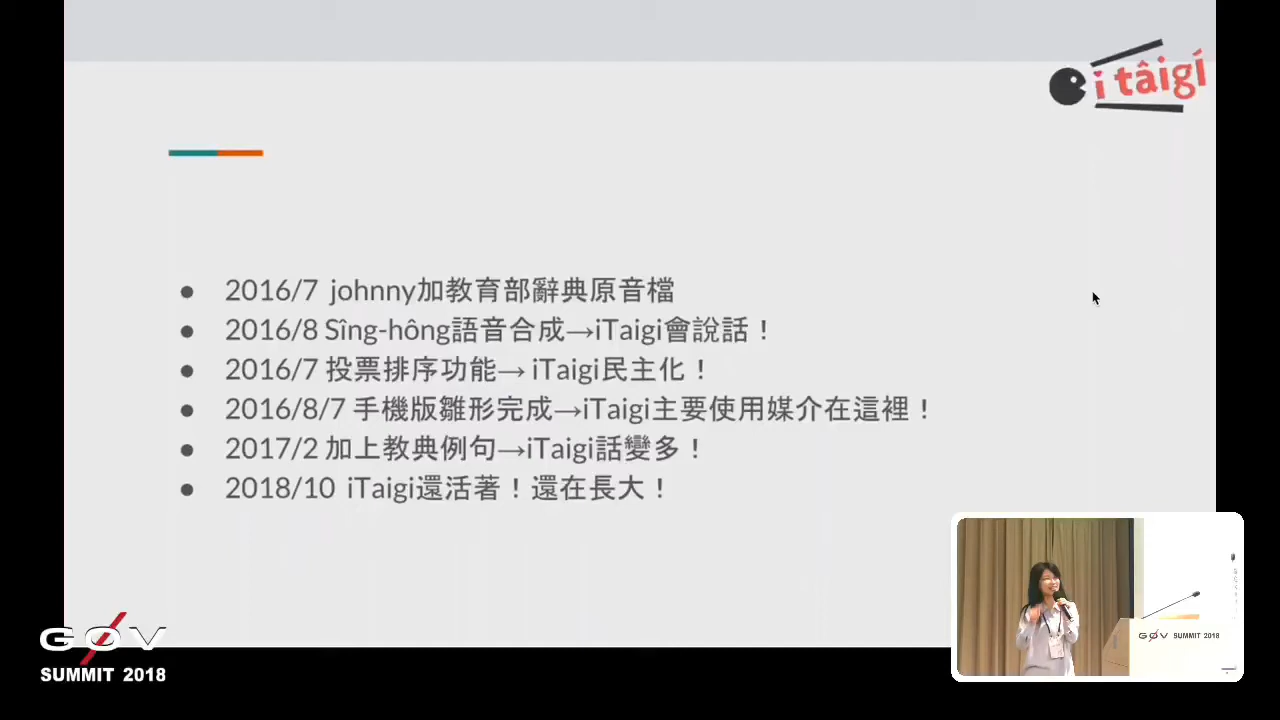 i tâigí
2016/7 johnny加教育部辭典原音檔
2016/8 Sîng-hông語音合成→iTaigi會說話！
2016/7 投票排序功能→ iTaigi民主化！
2016/8/7 手機版雛形完成→iTaigi主要使用媒介在這裡！
2017/2 加上教典例句→iTaigi話變多！
2018/10 iTaigi還活著！還在長大！
GØV
SUMMIT 2018
GØV SUMMIT 2018